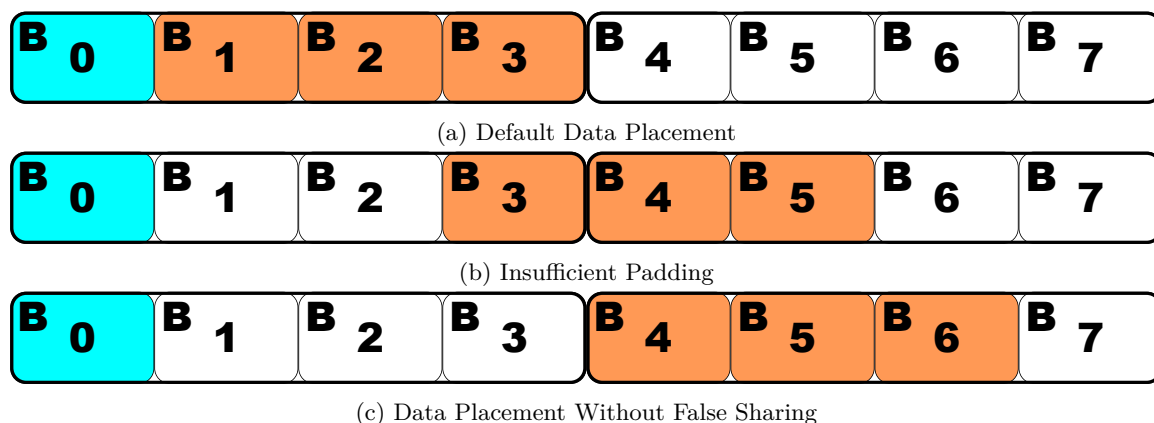 B 0 B 1 B 2 B 3 B 4 B 5 B 6 B 7
(a) Default Data Placement
B 0 B 1 B 2 B 3 B 4 B 5 B 6 B 7
(b) Insufficient Padding
B 0 B 1 B 2 B 3 B 4 B 5 B 6 B 7
(c) Data Placement Without False Sharing